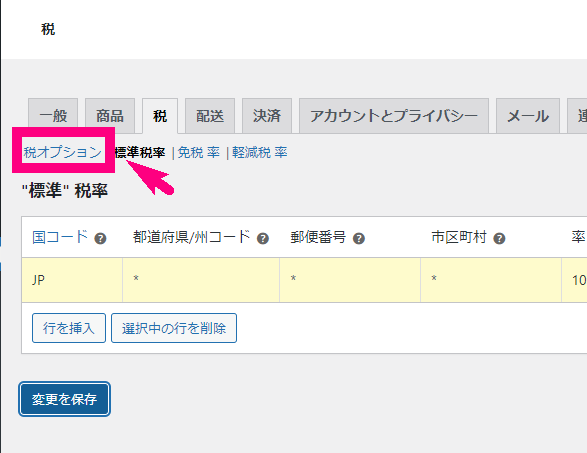 税
一般 商品 税 配送 決済 アカウントとプライバシー メール
税オプション 標準税率 | 免税 率 | 軽減税 率
"標準" 税率
国コード ? 都道府県/州コード ? 郵便番号 ? 市区町村 ? 率
JP * * * 10
行を挿入 選択中の行を削除
変更を保存